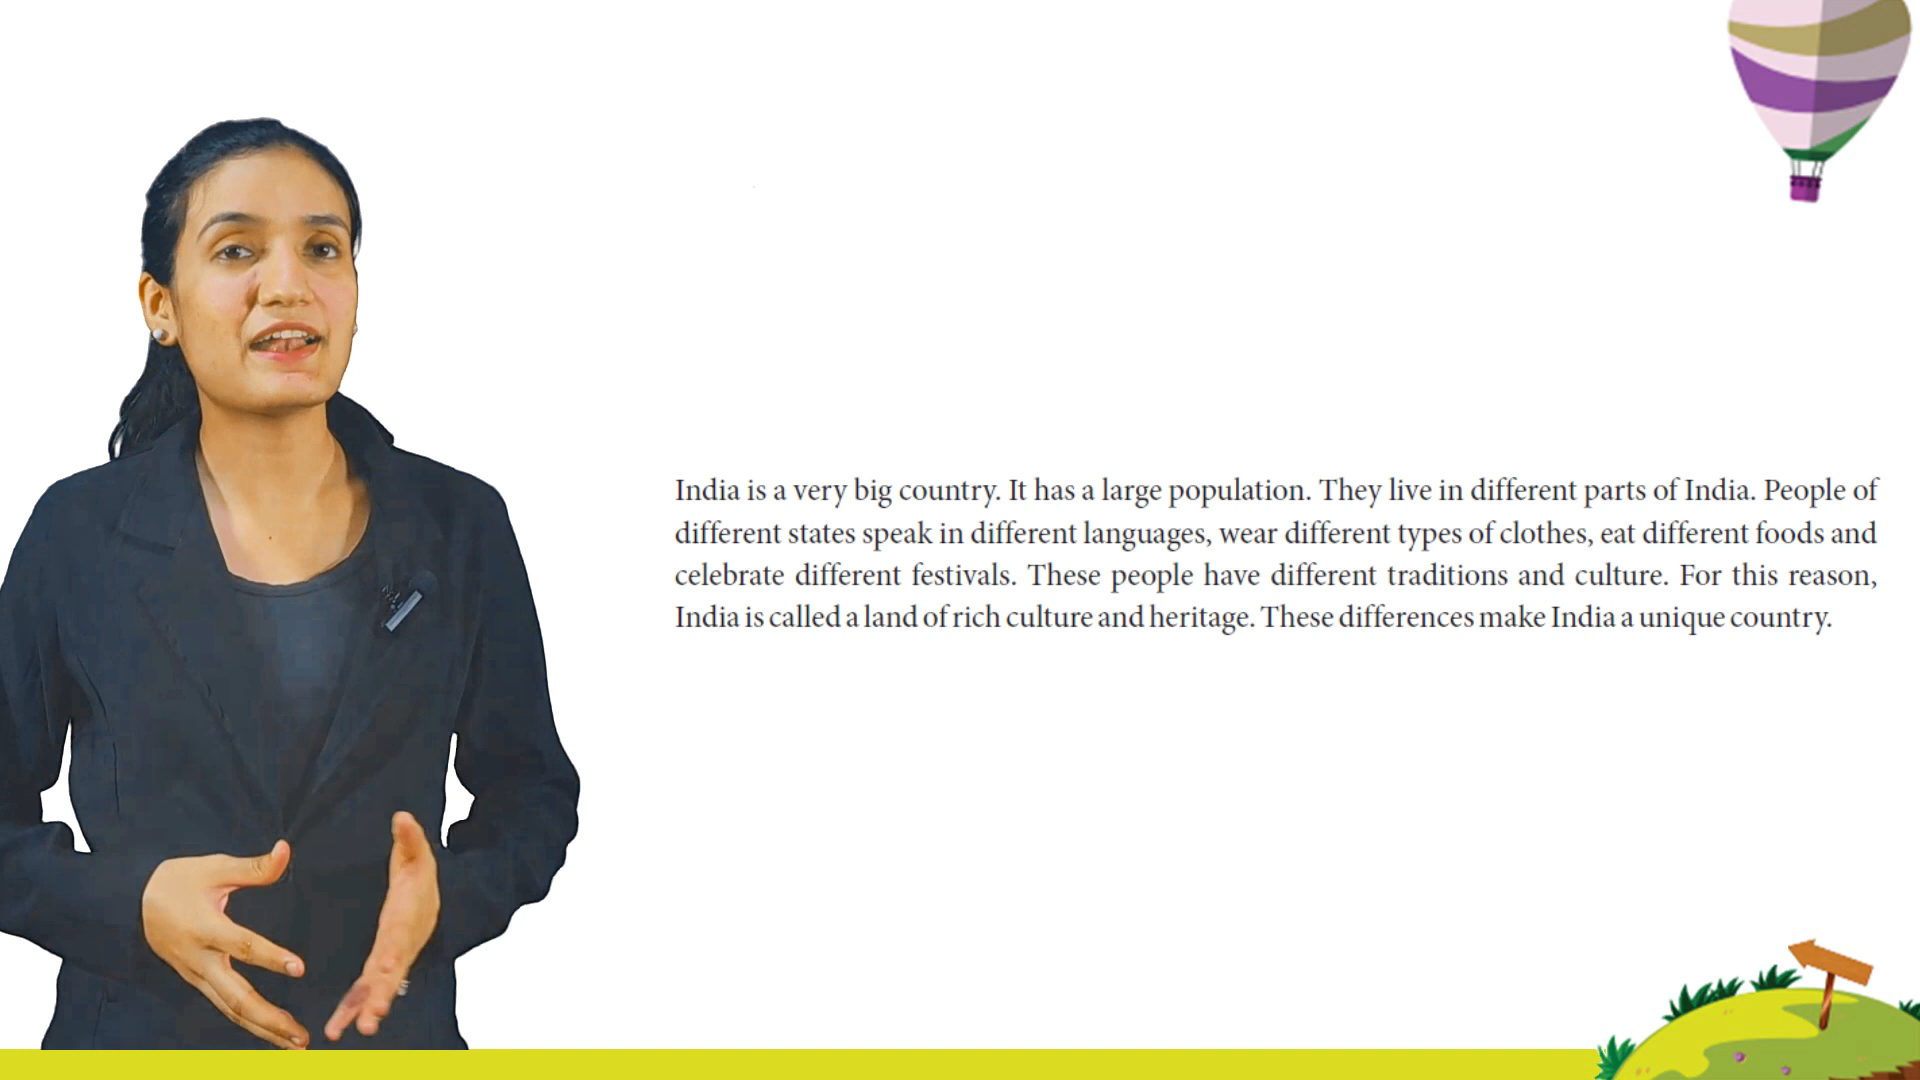 India is a very big country. It has a large population. They live in different parts of India. People of
different states speak in different languages, wear different types of clothes, eat different foods and
celebrate different festivals. These people have different traditions and culture. For this reason,
India is called a land of rich culture and heritage. These differences make India a unique country.